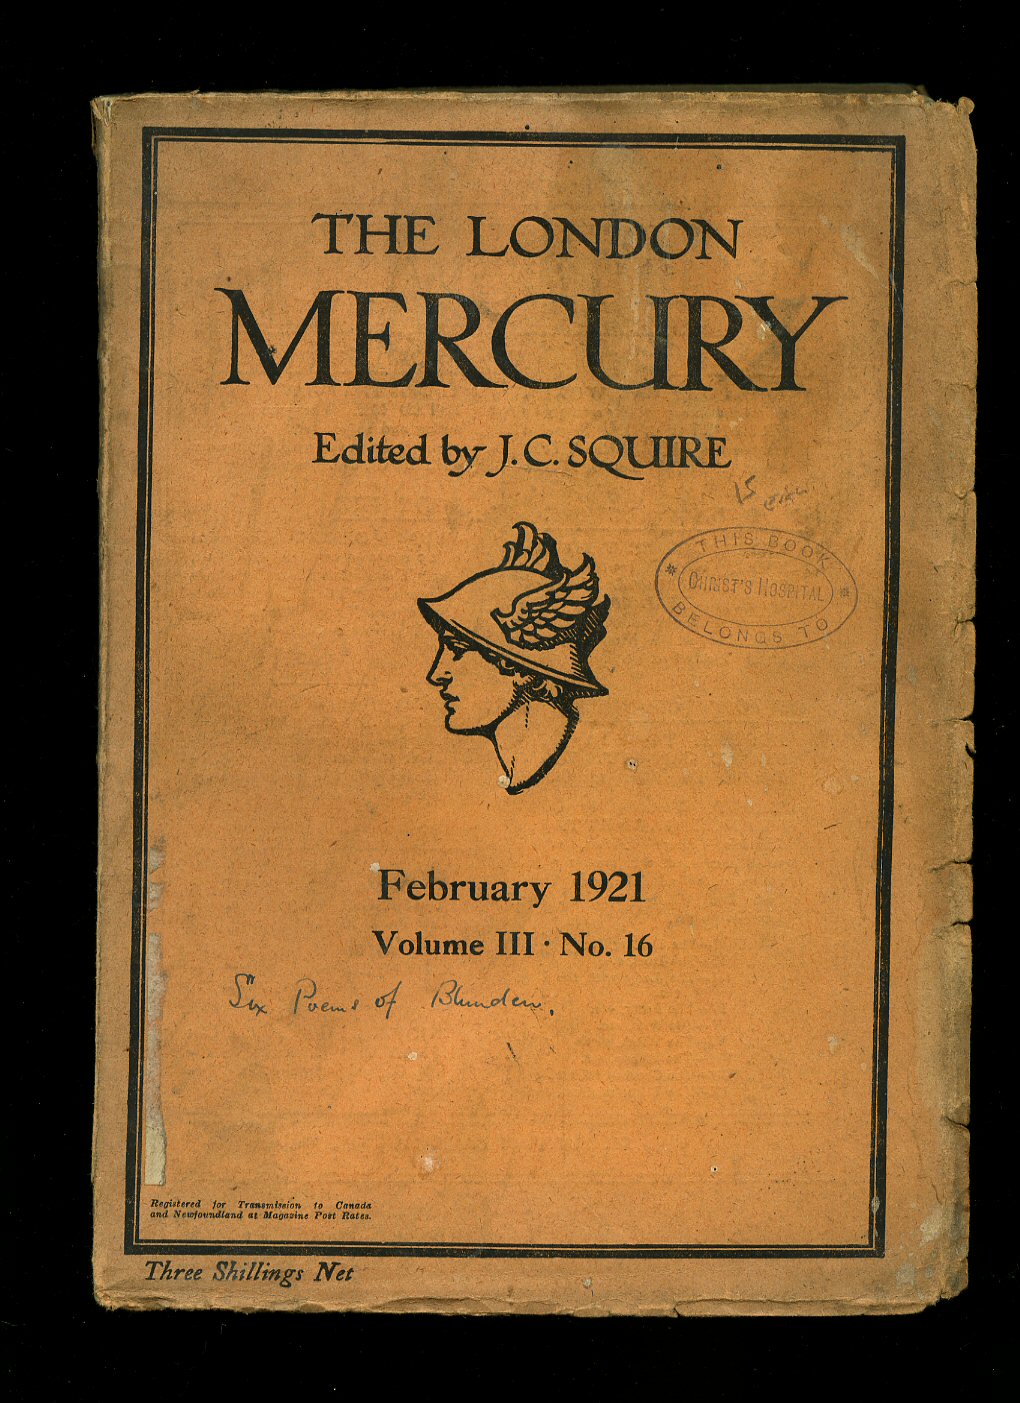 THE LONDON
MERCURY
Edited by J. C. SQUIRE
THIS BOOK
CHRIST'S HOSPITAL
BELONGS TO
February 1921
Volume III · No. 16
Six Poems of Blunden.
Registered for Transmission to Canada
and Newfoundland at Magazine Post Rates.
Three Shillings Net